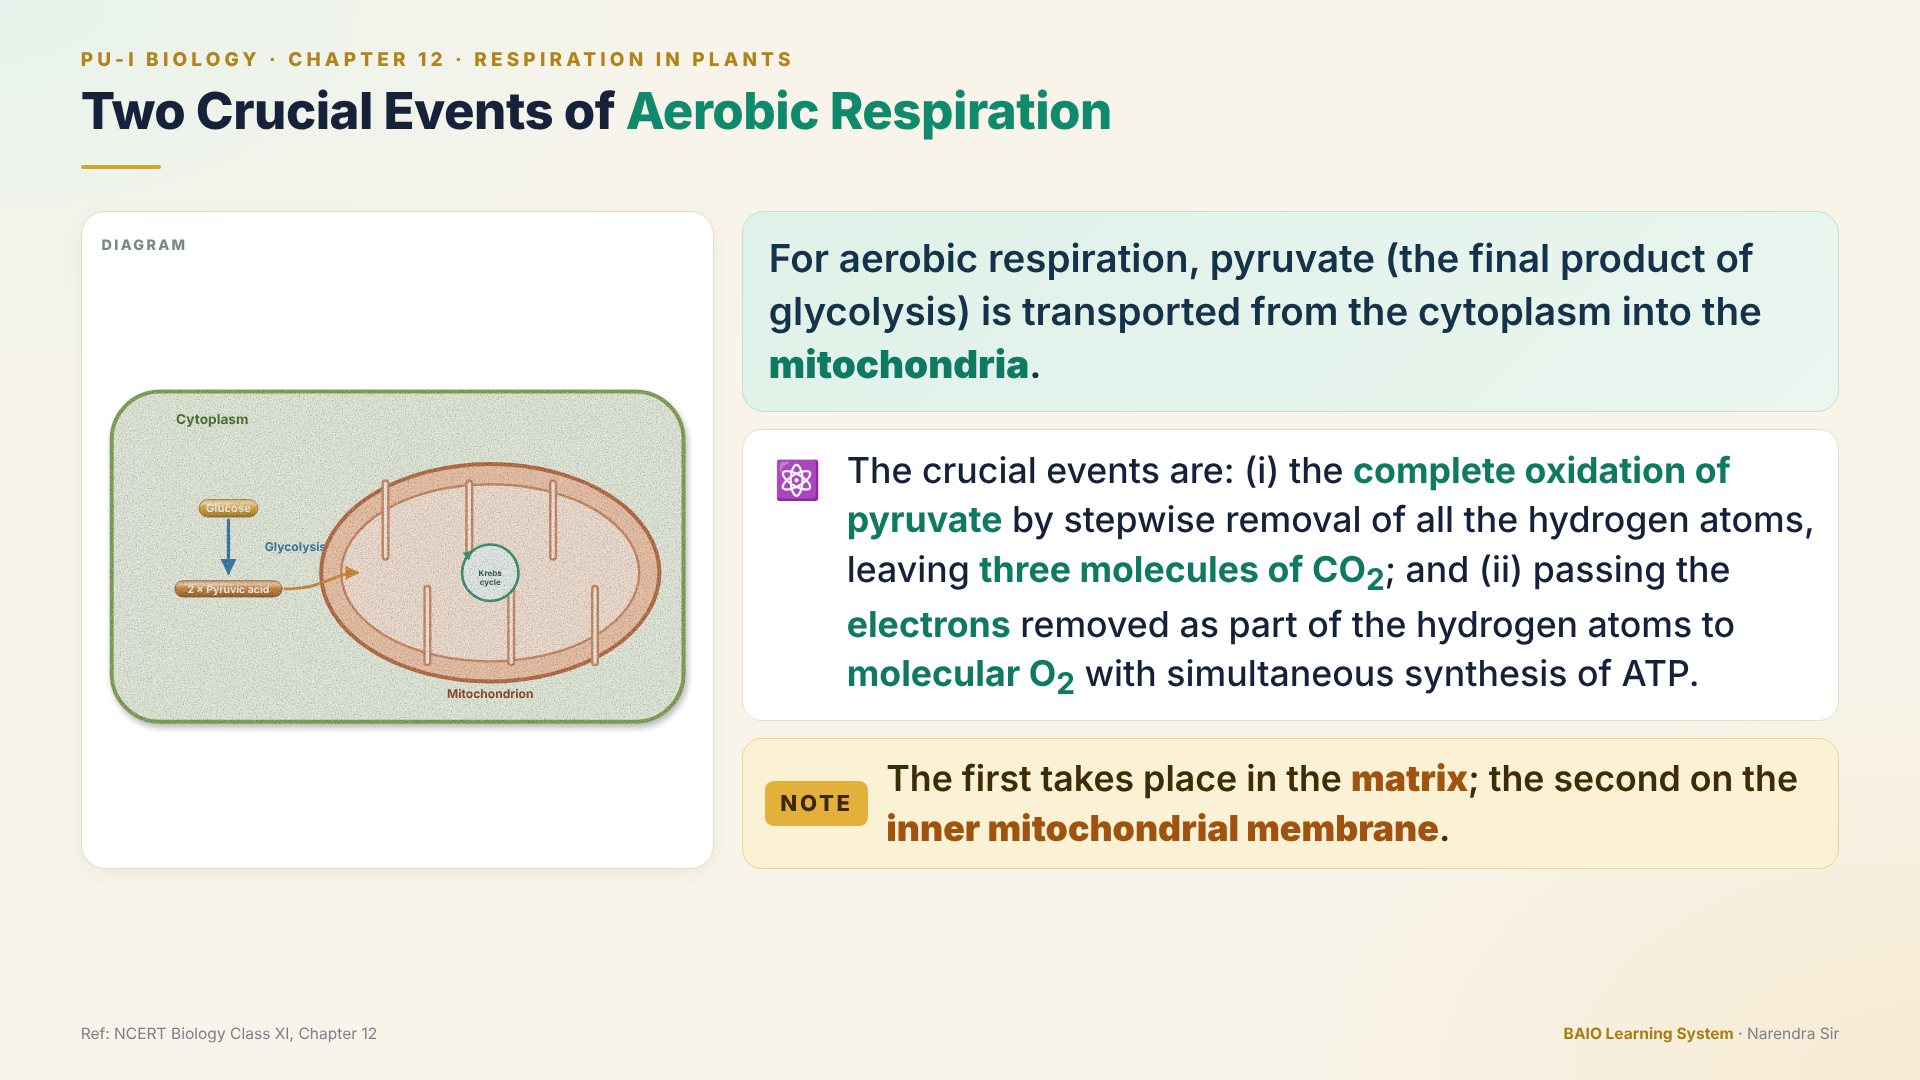 PU-I BIOLOGY · CHAPTER 12 · RESPIRATION IN PLANTS
Two Crucial Events of Aerobic Respiration
DIAGRAM
Cytoplasm
Glucose
Glycolysis
2 × Pyruvic acid
Krebs
cycle
Mitochondrion
For aerobic respiration, pyruvate (the final product of
glycolysis) is transported from the cytoplasm into the
mitochondria.
The crucial events are: (i) the complete oxidation of
pyruvate by stepwise removal of all the hydrogen atoms,
leaving three molecules of CO₂; and (ii) passing the
electrons removed as part of the hydrogen atoms to
molecular O₂ with simultaneous synthesis of ATP.
NOTE
The first takes place in the matrix; the second on the
inner mitochondrial membrane.
Ref: NCERT Biology Class XI, Chapter 12
BAIO Learning System · Narendra Sir